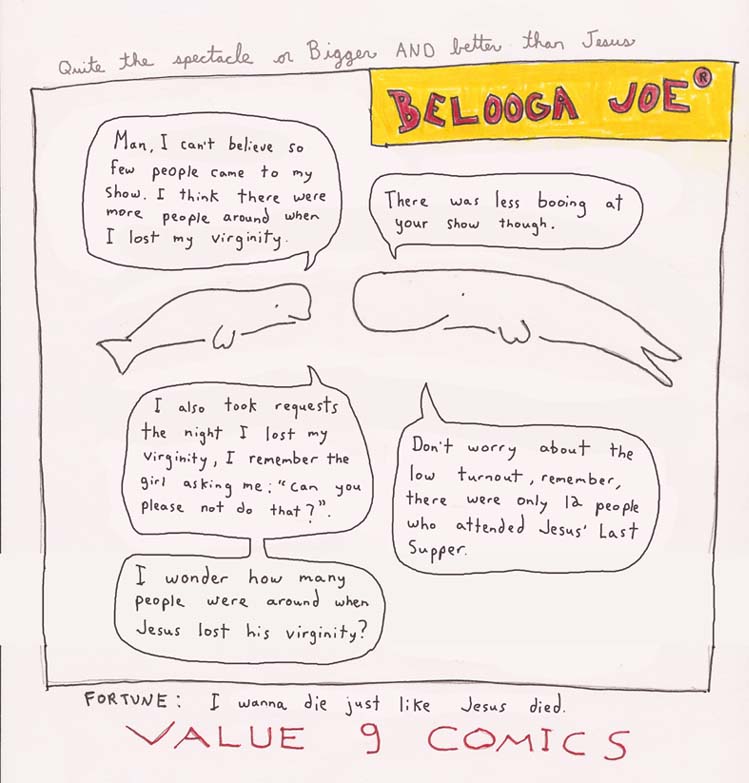 Quite the spectacle or Bigger AND better than Jesus
BELOOGA JOE®
Man, I can't believe so
few people came to my
show. I think there were
more people around when
I lost my virginity.
There was less booing at
your show though.
I also took requests
the night I lost my
virginity, I remember the
girl asking me: "Can you
please not do that?".
Don't worry about the
low turnout, remember,
there were only 12 people
who attended Jesus' Last
Supper.
I wonder how many
people were around when
Jesus lost his virginity?
FORTUNE: I wanna die just like Jesus died.
VALUE 9 COMICS